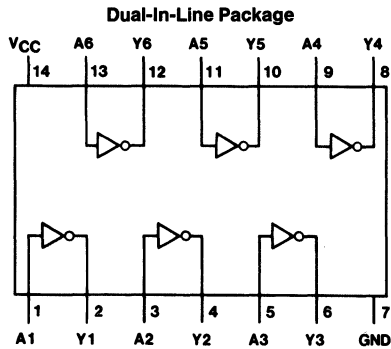 Dual-In-Line Package
VCC A6 Y6 A5 Y5 A4 Y4
14 13 12 11 10 9 8
1 2 3 4 5 6 7
A1 Y1 A2 Y2 A3 Y3 GND